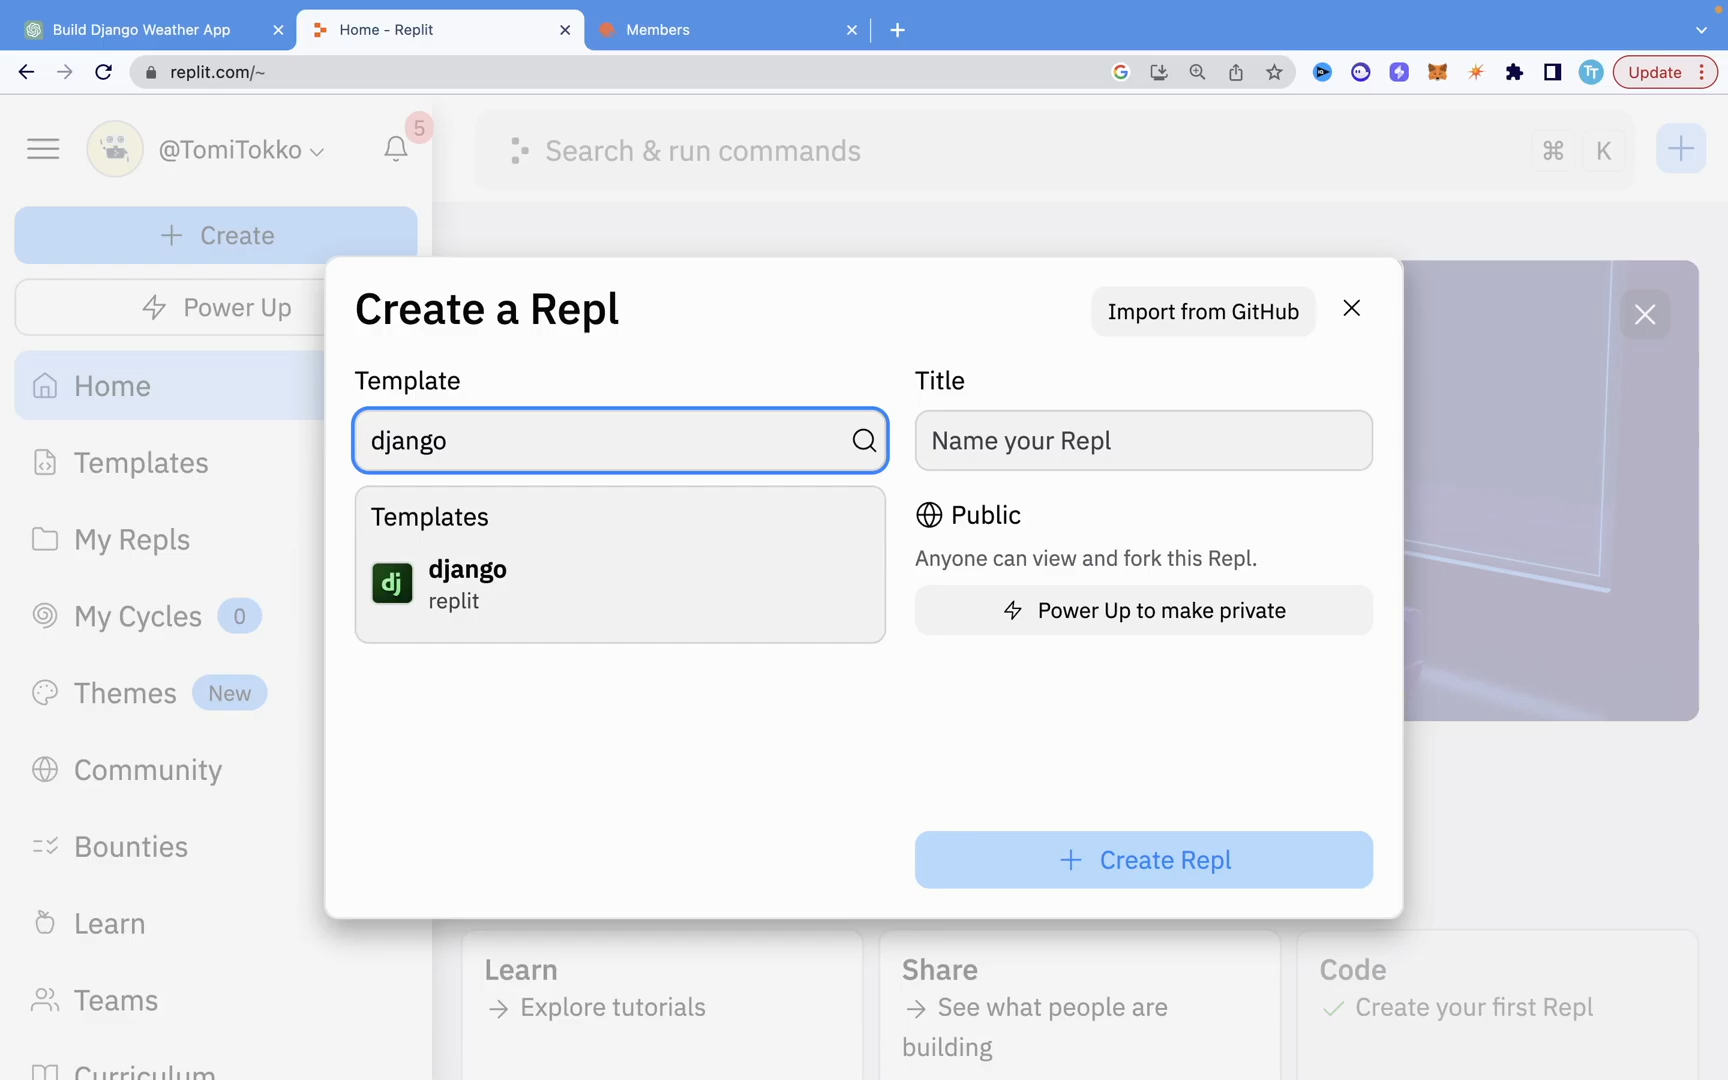 Build Django Weather App
Home - Replit
Members
replit.com/~
TT
Update
@TomiTokko
5
Search & run commands
⌘ K
Create
Power Up
Home
Templates
My Repls
My Cycles 0
Themes New
Community
Bounties
Learn
Teams
Curriculum
Create a Repl
Import from GitHub
Template
django
Templates
dj
django
replit
Title
Name your Repl
Public
Anyone can view and fork this Repl.
Power Up to make private
Create Repl
Learn
Explore tutorials
Share
See what people are
building
Code
Create your first Repl